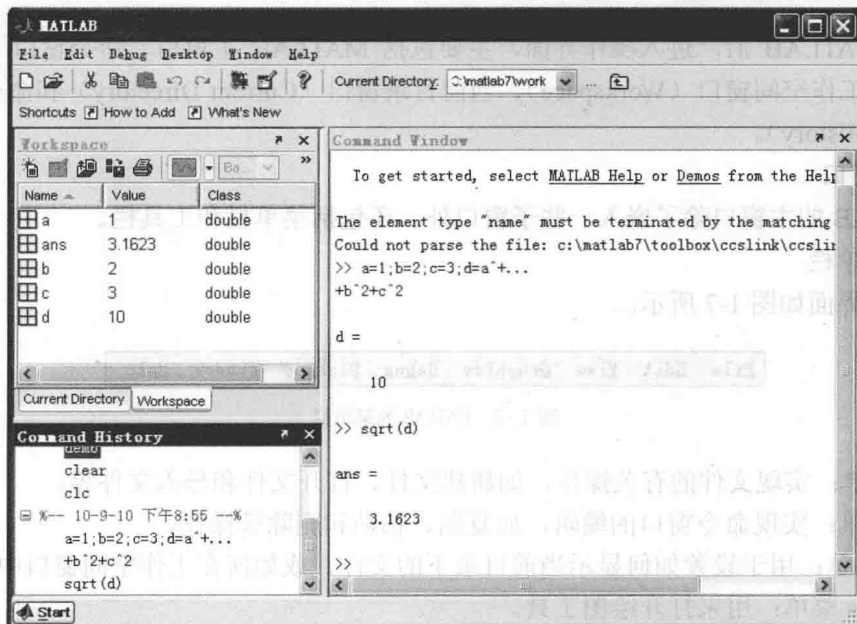 MATLAB
File Edit Debug Desktop Window Help
Current Directory: C:\matlab7\work
Shortcuts How to Add What's New
Workspace
Ba...
Name Value Class
a double
ans 3.1623 double
b 2 double
c 3 double
d 10 double
Current Directory Workspace
Command History
demo
clear
clc
%-- 10-9-10 下午8:55 --%
a=1;b=2;c=3;d=a^+...
+b^2+c^2
sqrt(d)
Command Window
To get started, select MATLAB Help or Demos from the Help
The element type "name" must be terminated by the matching
Could not parse the file: c:\matlab7\toolbox\ccslink\ccslin
>> a=1;b=2;c=3;d=a^+...
+b^2+c^2
d =
10
>> sqrt(d)
ans =
3.1623
>>
Start